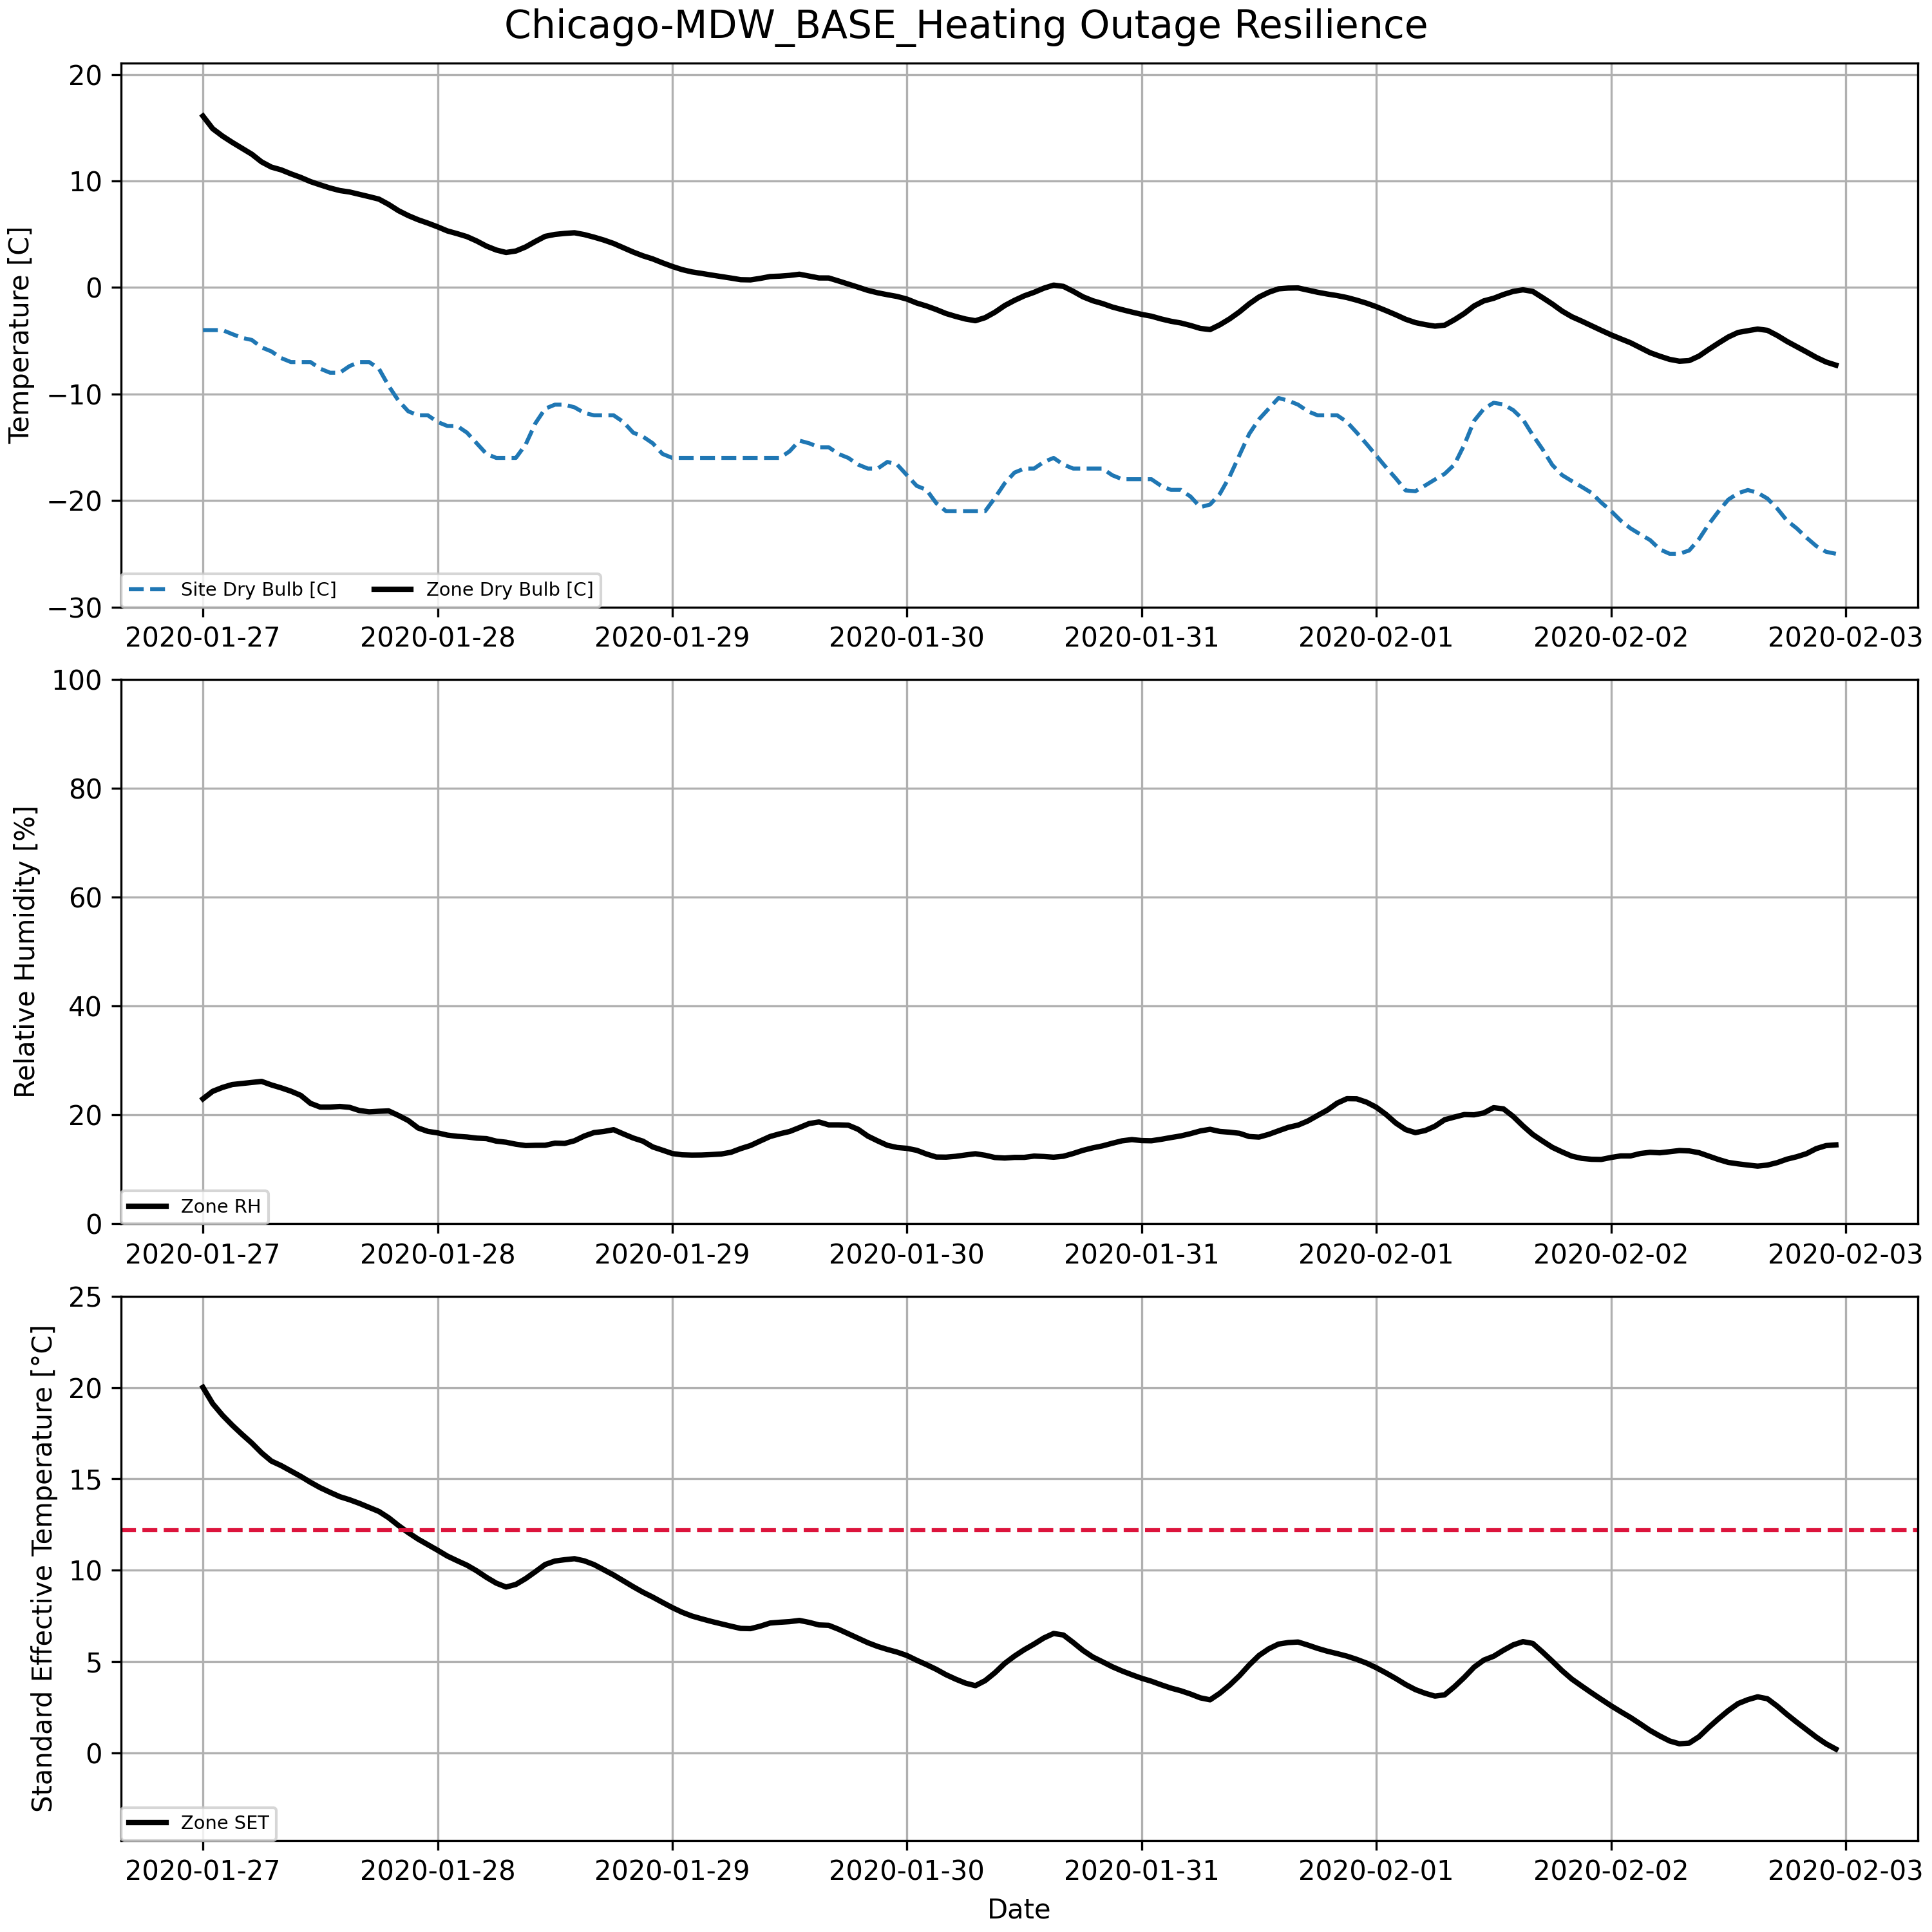 Chicago-MDW_BASE_Heating Outage Resilience
Temperature [C]
20
10
0
−10
−20
−30
Site Dry Bulb [C] Zone Dry Bulb [C]
2020-01-27 2020-01-28 2020-01-29 2020-01-30 2020-01-31 2020-02-01 2020-02-02 2020-02-03
Relative Humidity [%]
100
80
60
40
20
0
Zone RH
2020-01-27 2020-01-28 2020-01-29 2020-01-30 2020-01-31 2020-02-01 2020-02-02 2020-02-03
Standard Effective Temperature [°C]
25
20
15
10
5
0
Zone SET
2020-01-27 2020-01-28 2020-01-29 2020-01-30 2020-01-31 2020-02-01 2020-02-02 2020-02-03
Date